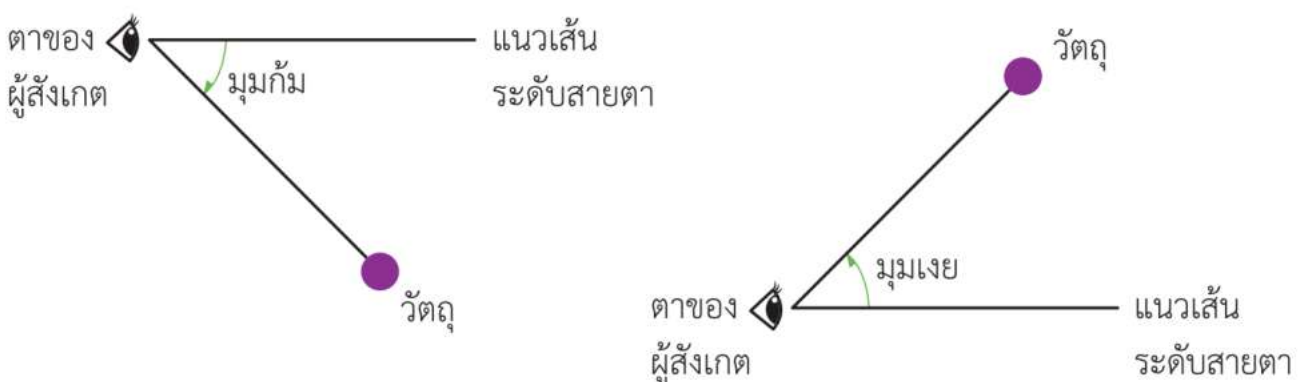 ตาของ
ผู้สังเกต
มุมก้ม
แนวเส้น
ระดับสายตา
วัตถุ
วัตถุ
มุมเงย
ตาของ
ผู้สังเกต
แนวเส้น
ระดับสายตา